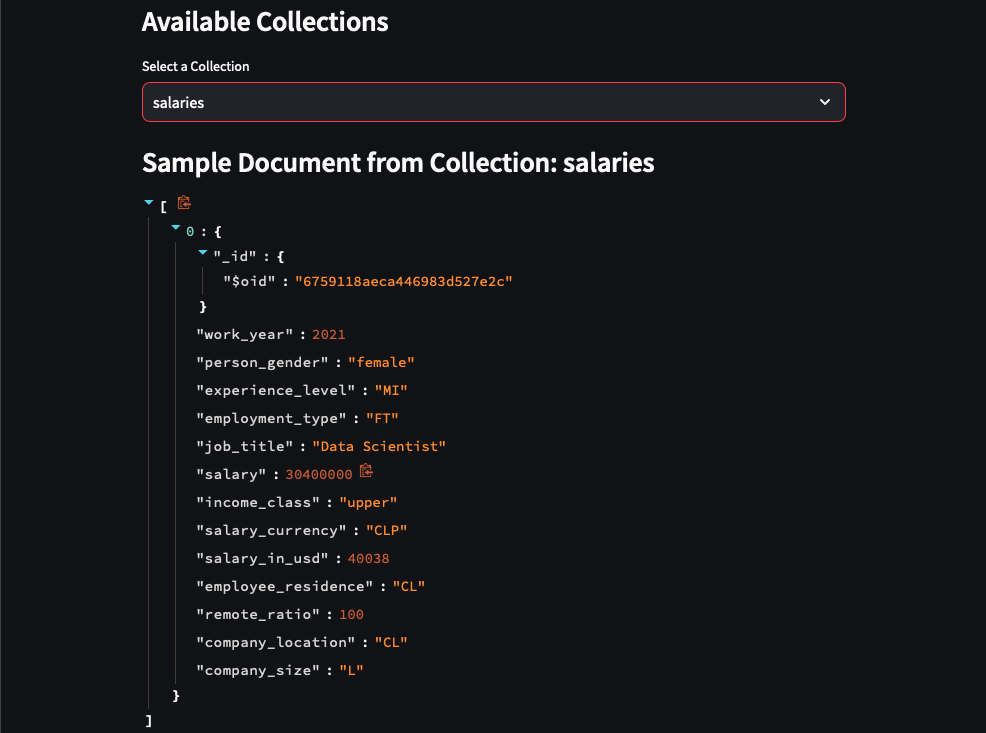 Available Collections
Select a Collection
salaries
Sample Document from Collection: salaries
[
0 : {
"_id" : {
"$oid" : "6759118aeca446983d527e2c"
}
"work_year" : 2021
"person_gender" : "female"
"experience_level" : "MI"
"employment_type" : "FT"
"job_title" : "Data Scientist"
"salary" : 30400000
"income_class" : "upper"
"salary_currency" : "CLP"
"salary_in_usd" : 40038
"employee_residence" : "CL"
"remote_ratio" : 100
"company_location" : "CL"
"company_size" : "L"
}
]